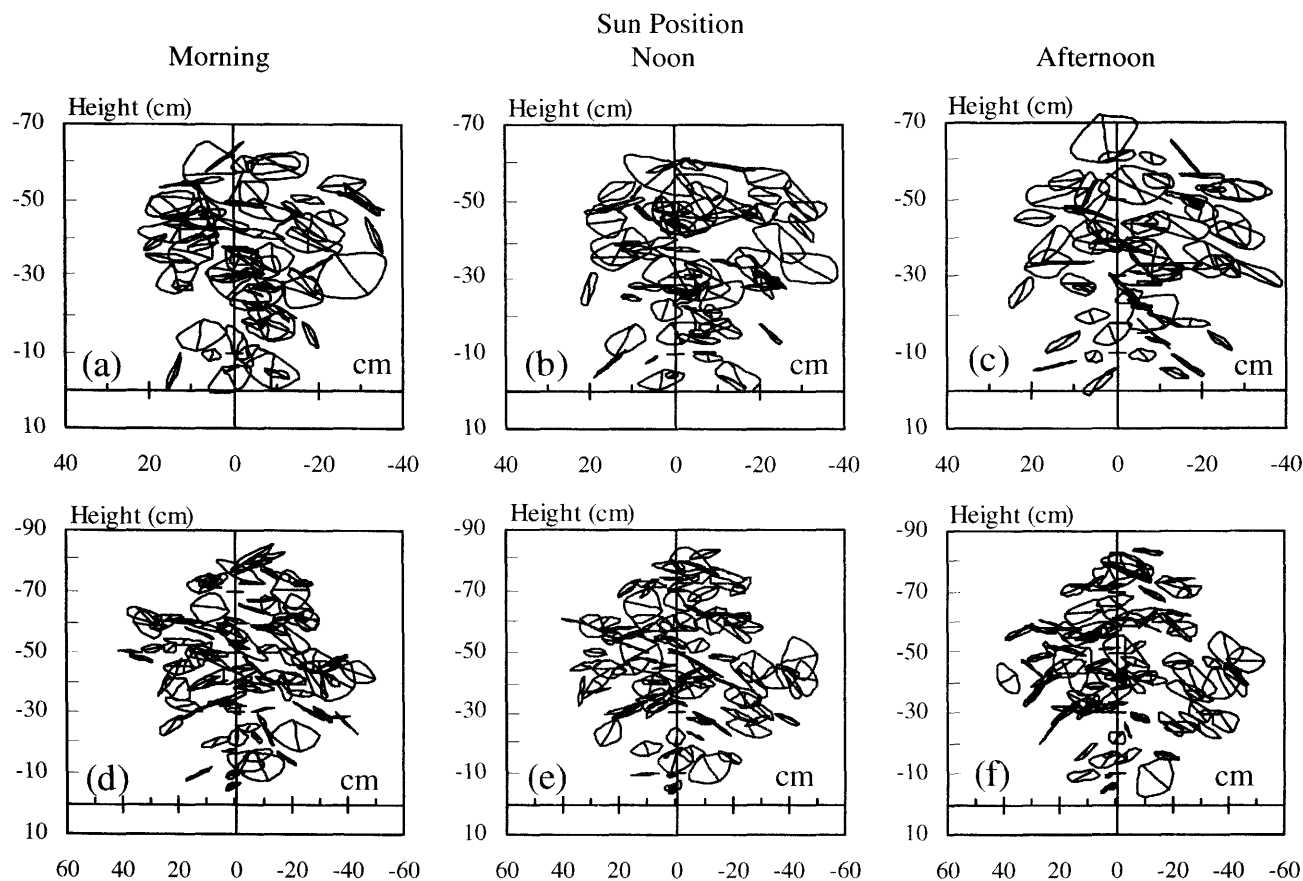 Sun Position
Morning Noon Afternoon
Height (cm) Height (cm) Height (cm)
-70 -70 -70
-50 -50 -50
-30 -30 -30
-10 -10 -10
(a) cm (b) cm (c) cm
10 10 10
40 20 0 -20 -40 40 20 0 -20 -40 40 20 0 -20 -40
Height (cm) Height (cm) Height (cm)
-90 -90 -90
-70 -70 -70
-50 -50 -50
-30 -30 -30
-10 -10 -10
(d) cm (e) cm (f) cm
10 10 10
60 40 20 0 -20 -40 -60 60 40 20 0 -20 -40 -60 60 40 20 0 -20 -40 -60